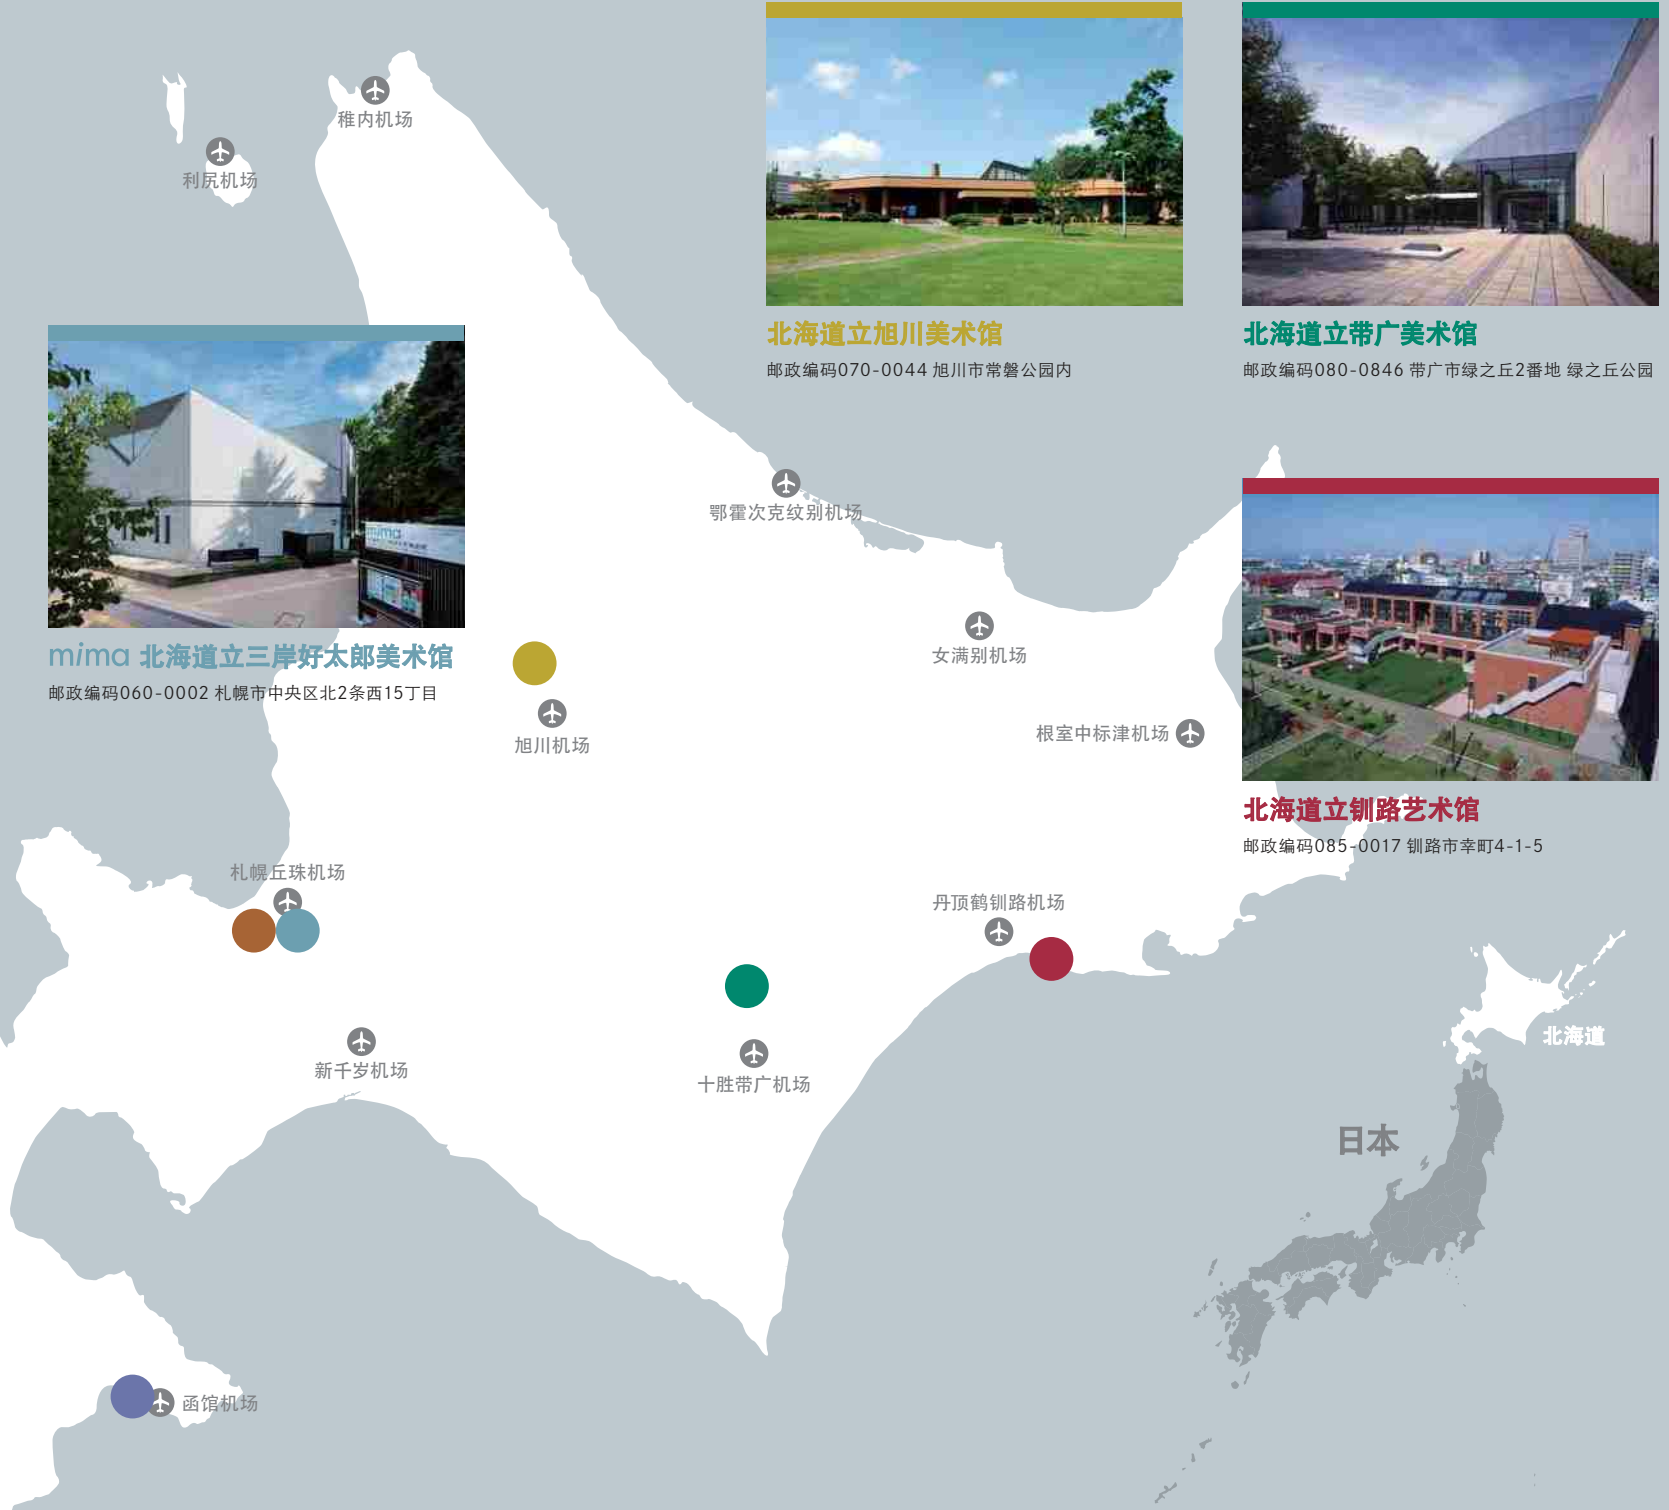 稚内机场
利尻机场
北海道立旭川美术馆
邮政编码070-0044 旭川市常磐公园内
北海道立带广美术馆
邮政编码080-0846 带广市绿之丘2番地 绿之丘公园
mima
mima 北海道立三岸好太郎美术馆
邮政编码060-0002 札幌市中央区北2条西15丁目
鄂霍次克纹别机场
女满别机场
旭川机场
根室中标津机场
北海道立钏路艺术馆
邮政编码085-0017 钏路市幸町4-1-5
札幌丘珠机场
丹顶鹤钏路机场
新千岁机场
十胜带广机场
北海道
日本
函馆机场